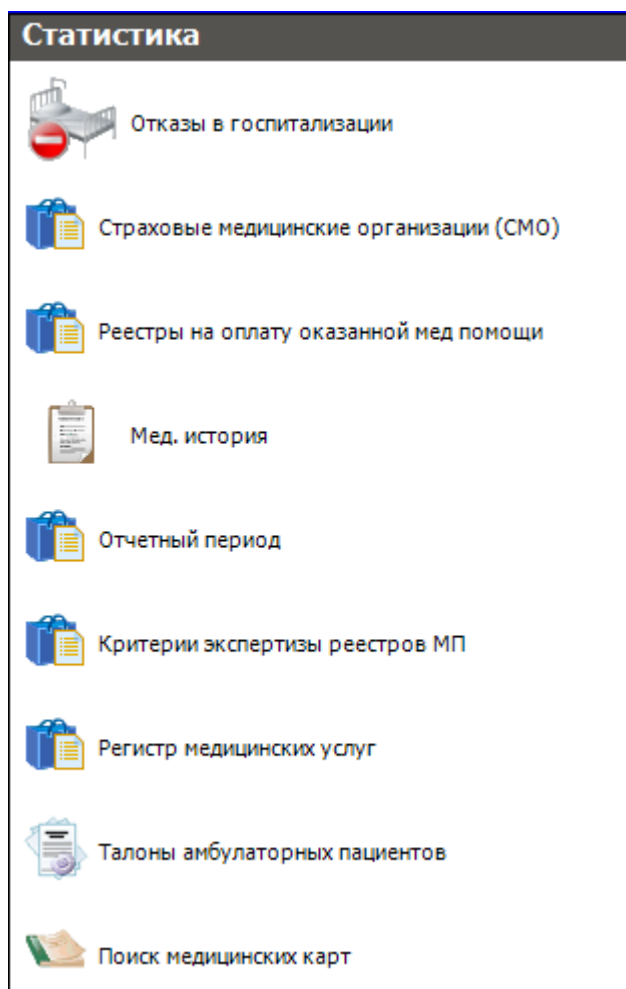 Статистика
Отказы в госпитализации
Страховые медицинские организации (СМО)
Реестры на оплату оказанной мед помощи
Мед. история
Отчетный период
Критерии экспертизы реестров МП
Регистр медицинских услуг
Талоны амбулаторных пациентов
Поиск медицинских карт